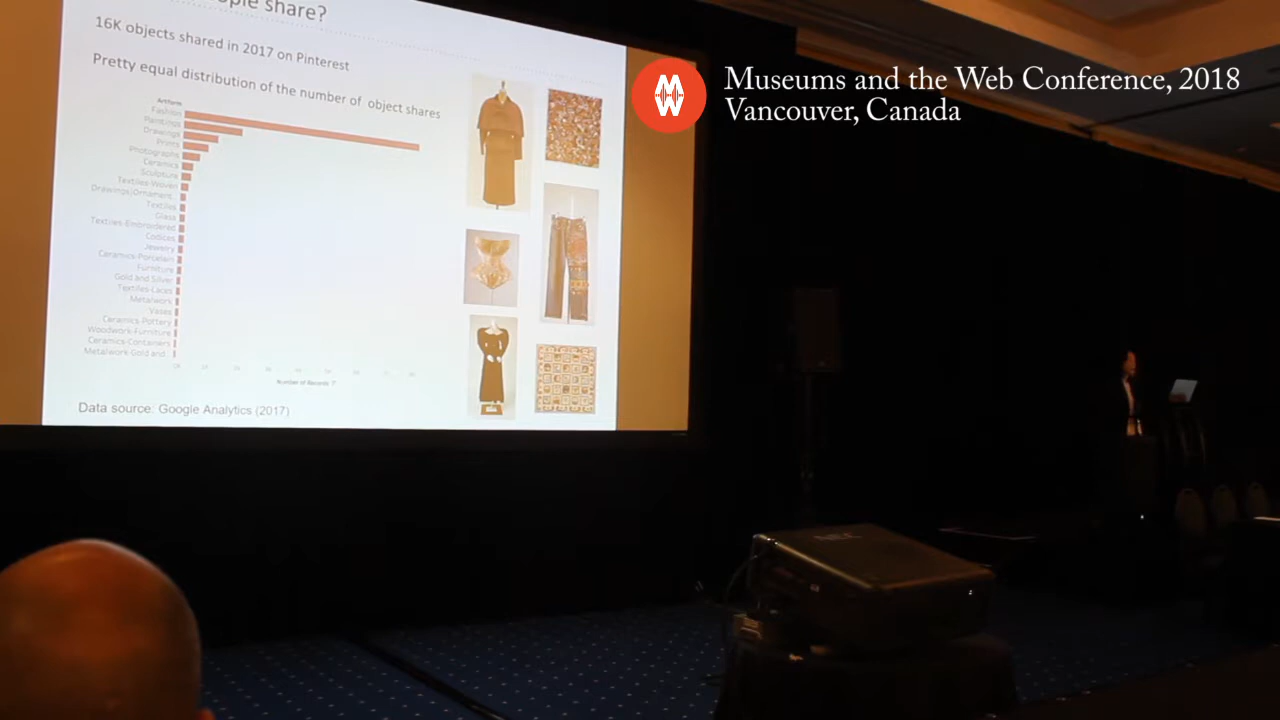 ople share?
16K objects shared in 2017 on Pinterest
Pretty equal distribution of the number of object shares
Artform
Fashion
Paintings
Drawings
Prints
Photographs
Ceramics
Sculpture
Textiles-Woven
Drawings/Ornament...
Textiles
Glass
Textiles-Embroidered
Codices
Jewelry
Ceramics-Porcelain
Furniture
Gold and Silver
Textiles-Laces
Metalwork
Vases
Ceramics-Pottery
Woodwork-Furniture
Ceramics-Containers
Metalwork-Gold and ...
Number of Records
Data source: Google Analytics (2017)
Museums and the Web Conference, 2018
Vancouver, Canada